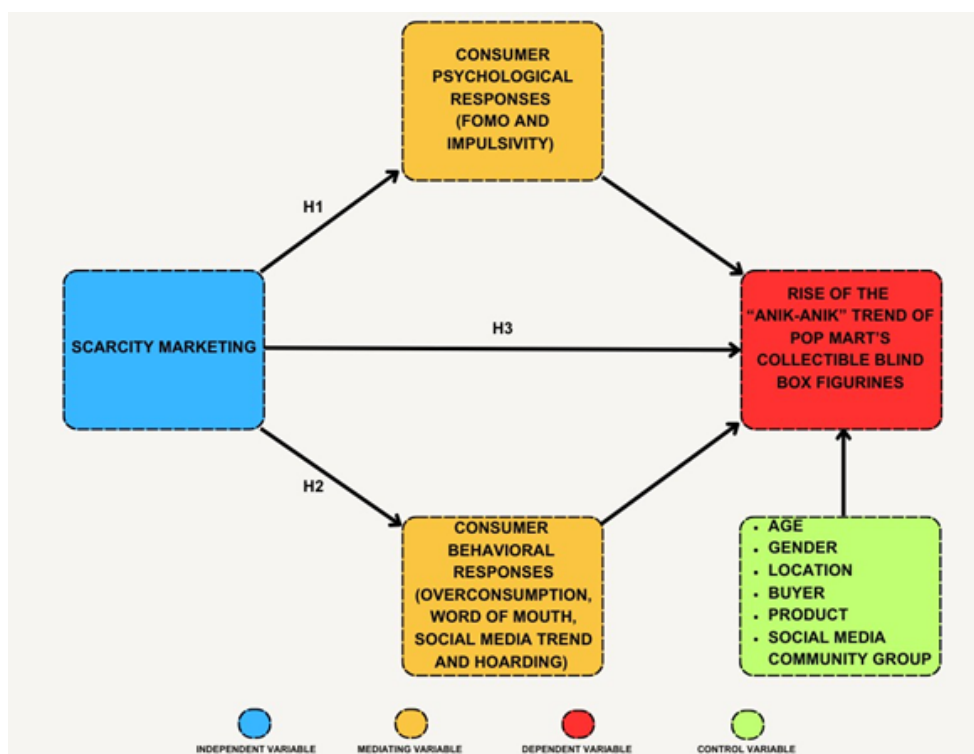 CONSUMER
PSYCHOLOGICAL
RESPONSES
(FOMO AND
IMPULSIVITY)
H1
SCARCITY MARKETING
H3
RISE OF THE
“ANIK-ANIK” TREND OF
POP MART’S
COLLECTIBLE BLIND
BOX FIGURINES
H2
CONSUMER
BEHAVIORAL
RESPONSES
(OVERCONSUMPTION,
WORD OF MOUTH,
SOCIAL MEDIA TREND
AND HOARDING)
• AGE
• GENDER
• LOCATION
• BUYER
• PRODUCT
• SOCIAL MEDIA
COMMUNITY GROUP
INDEPENDENT VARIABLE
MEDIATING VARIABLE
DEPENDENT VARIABLE
CONTROL VARIABLE